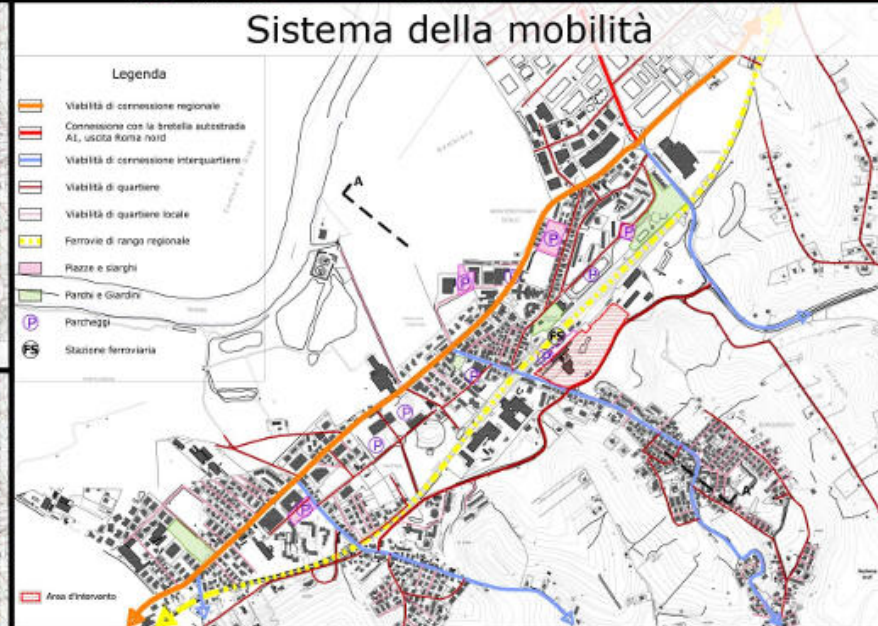 Sistema della mobilità
Legenda
Viabilità di connessione regionale
Connessione con la bretella autostrada
A1, uscita Roma nord
Viabilità di connessione interquartiere
Viabilità di quartiere
Viabilità di quartiere locale
Ferrovie di rango regionale
Piazze e slarghi
Parchi e Giardini
P Parcheggi
FS Stazione ferroviaria
A
P
P
P
H
FS
P
P
P
P
A
P
Area d'intervento